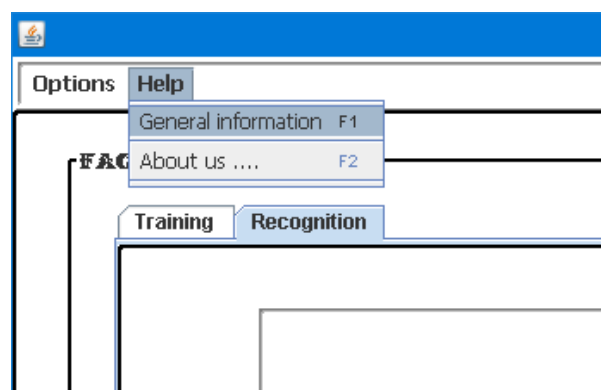 Options Help
General information F1
About us .... F2
Training Recognition